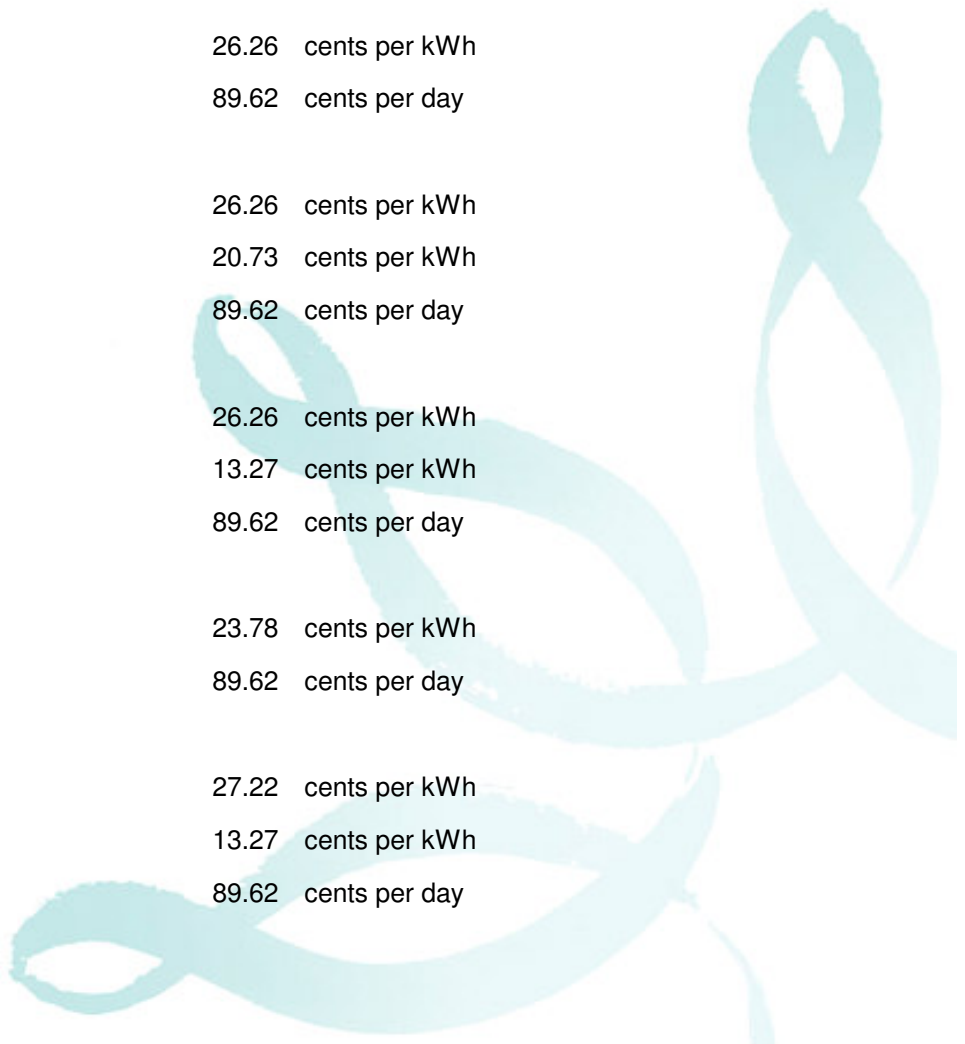 26.26 cents per kWh
89.62 cents per day
26.26 cents per kWh
20.73 cents per kWh
89.62 cents per day
26.26 cents per kWh
13.27 cents per kWh
89.62 cents per day
23.78 cents per kWh
89.62 cents per day
27.22 cents per kWh
13.27 cents per kWh
89.62 cents per day